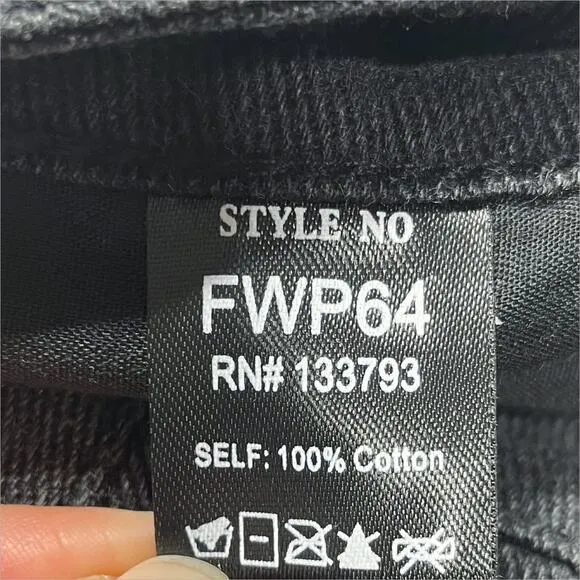 STYLE NO
FWP64
RN# 133793
SELF: 100% Cotton